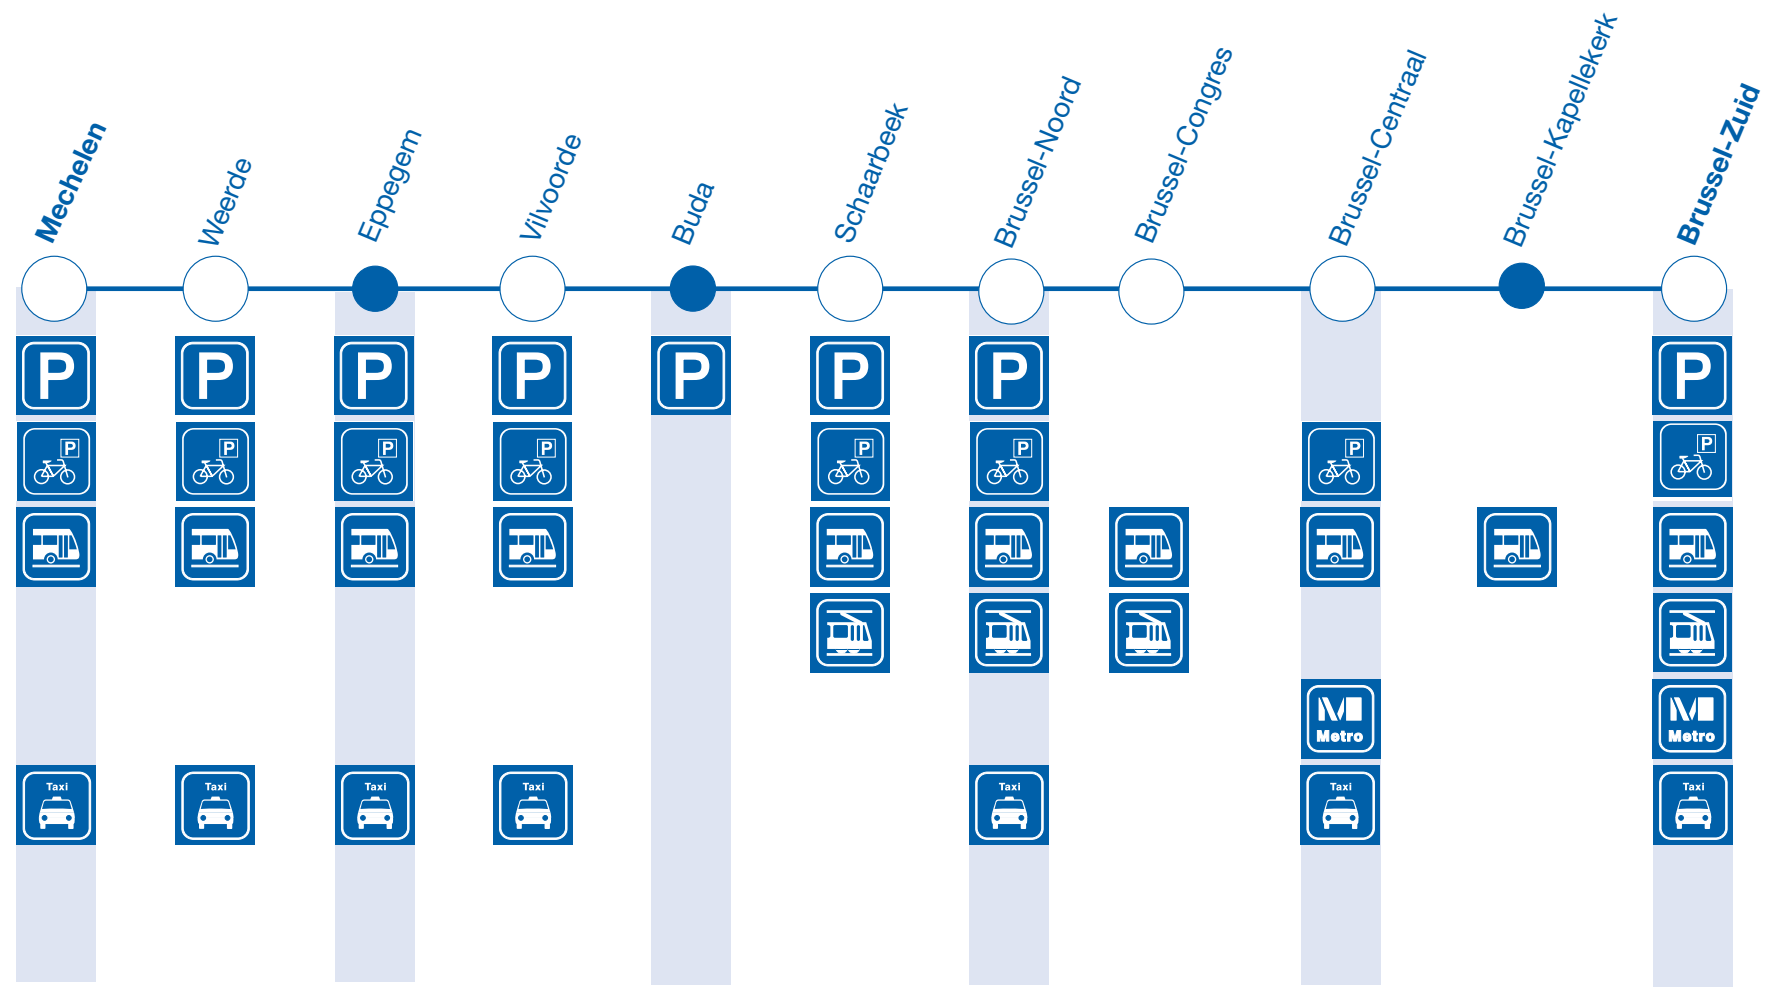 Mechelen
Weerde
Eppegem
Vilvoorde
Buda
Schaarbeek
Brussel-Noord
Brussel-Congres
Brussel-Centraal
Brussel-Kapellekerk
Brussel-Zuid
P P P P P P P P
P P P P P P P P
M M
Metro Metro
Taxi Taxi Taxi Taxi Taxi Taxi Taxi